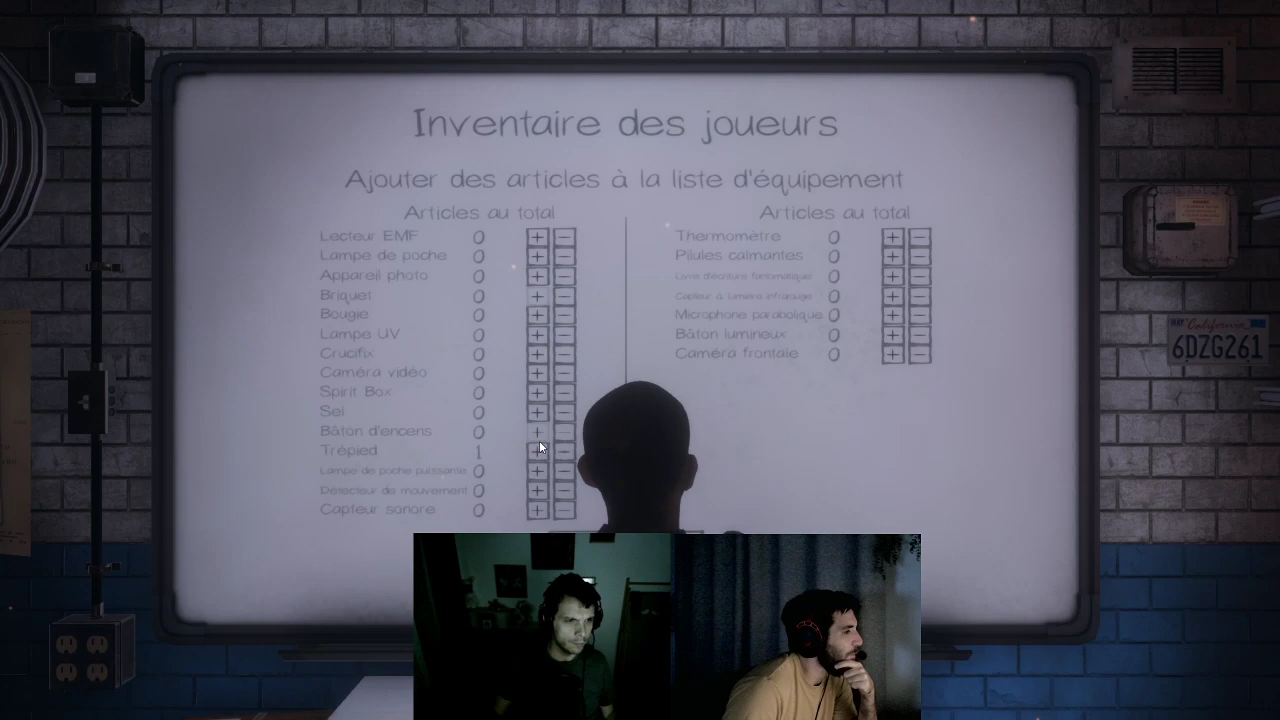 Inventaire des joueurs
Ajouter des articles à la liste d'équipement
Articles au total
Lecteur EMF 0 + -
Lampe de poche 0 + -
Appareil photo 0 + -
Briquet 0 + -
Bougie 0 + -
Lampe UV 0 + -
Crucifix 0 + -
Caméra vidéo 0 + -
Spirit Box 0 + -
Sel 0 + -
Bâton d'encens 0 + -
Trépied 1 + -
Lampe de poche puissante 0 + -
Détecteur de mouvement 0 + -
Capteur sonore 0 + -
Articles au total
Thermomètre 0 + -
Pilules calmantes 0 + -
Livre d'écriture fantomatique 0 + -
Capteur à lumière infrarouge 0 + -
Microphone parabolique 0 + -
Bâton lumineux 0 + -
Caméra frontale 0 + -
California
6DZG261